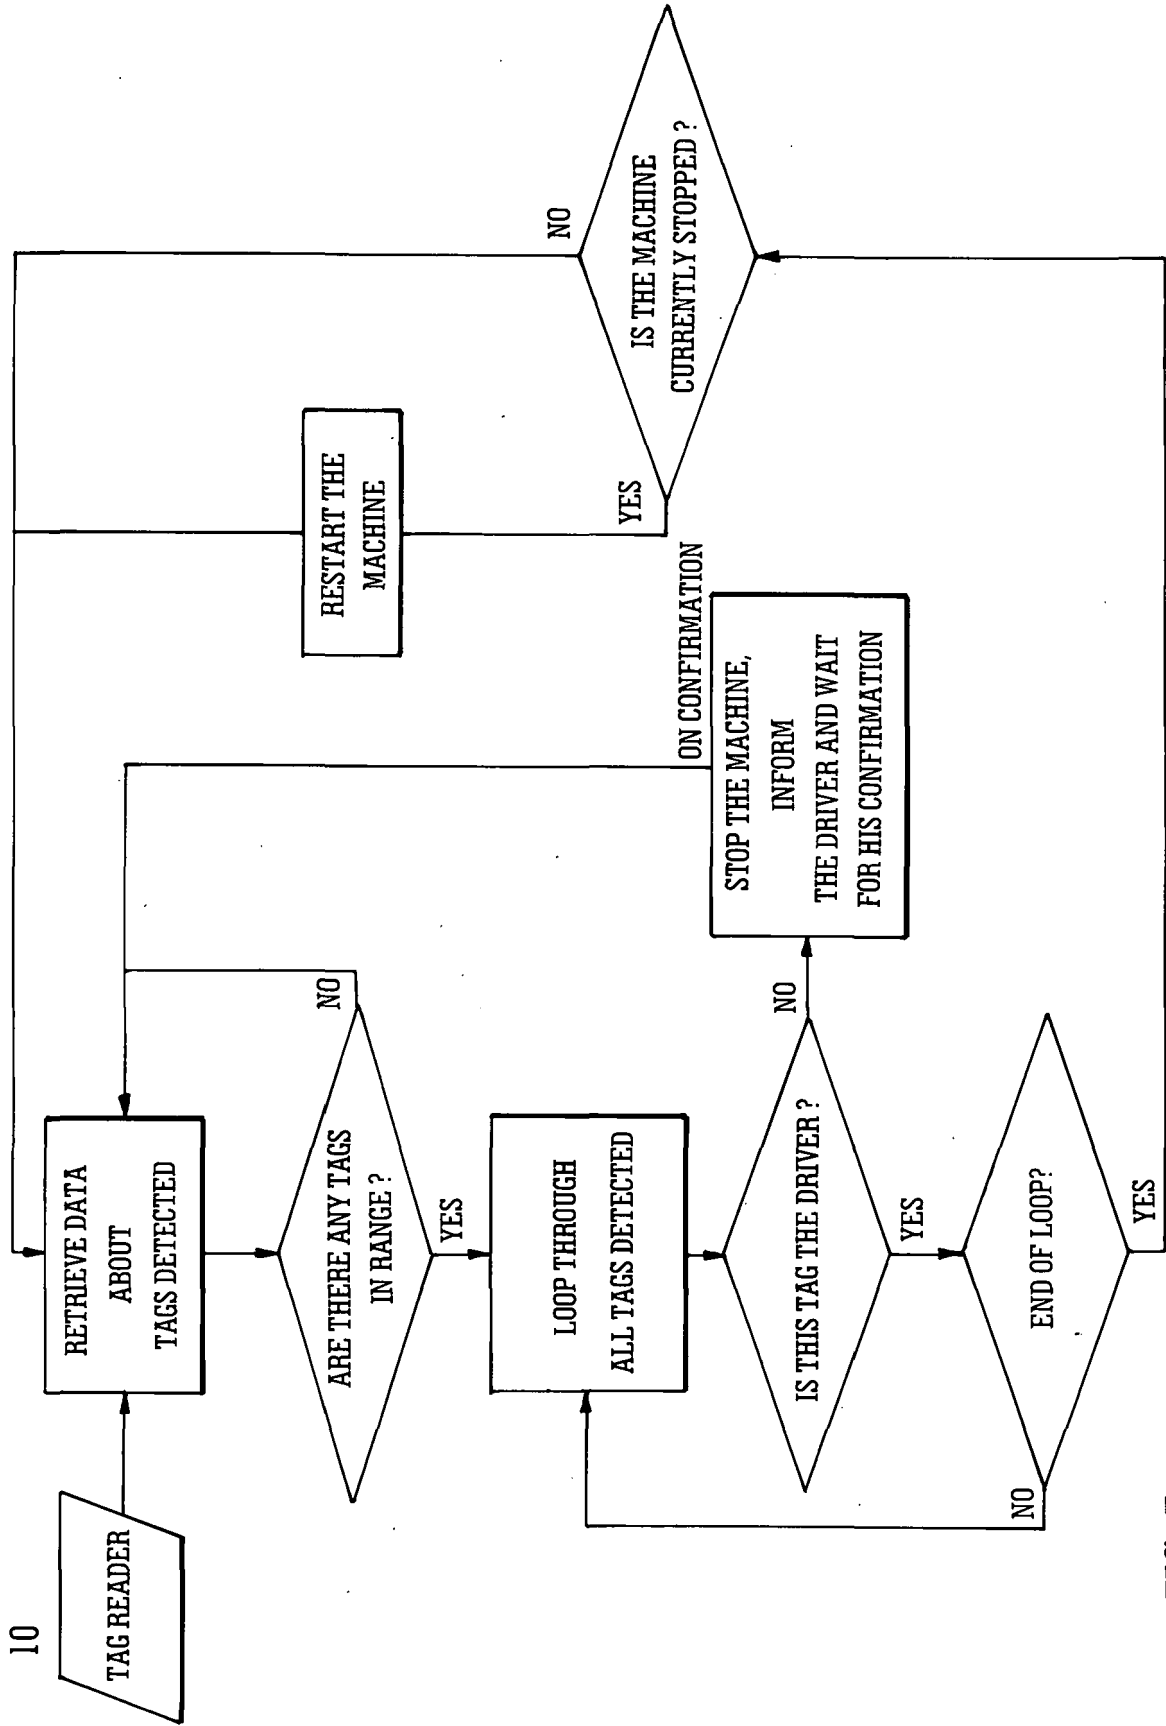 10
TAG READER
RETRIEVE DATA
ABOUT
TAGS DETECTED
ARE THERE ANY TAGS
IN RANGE?
NO
YES
LOOP THROUGH
ALL TAGS DETECTED
IS THIS TAG THE DRIVER?
NO
YES
END OF LOOP?
NO
YES
ON CONFIRMATION
STOP THE MACHINE,
INFORM
THE DRIVER AND WAIT
FOR HIS CONFIRMATION
RESTART THE
MACHINE
YES
NO
IS THE MACHINE
CURRENTLY STOPPED?